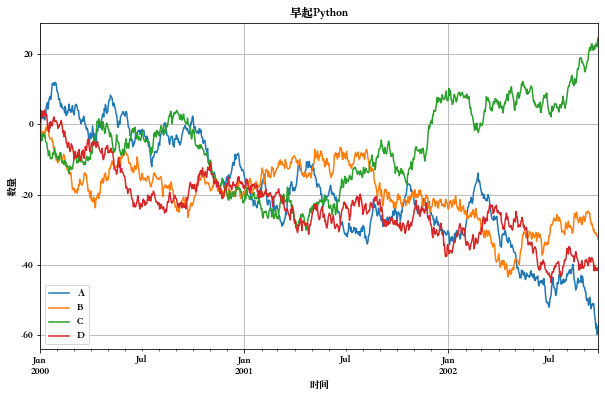 早起Python
数量
20
0
-20
-40
-60
A
B
C
D
Jan
2000
Jul
Jan
2001
Jul
Jan
2002
Jul
时间